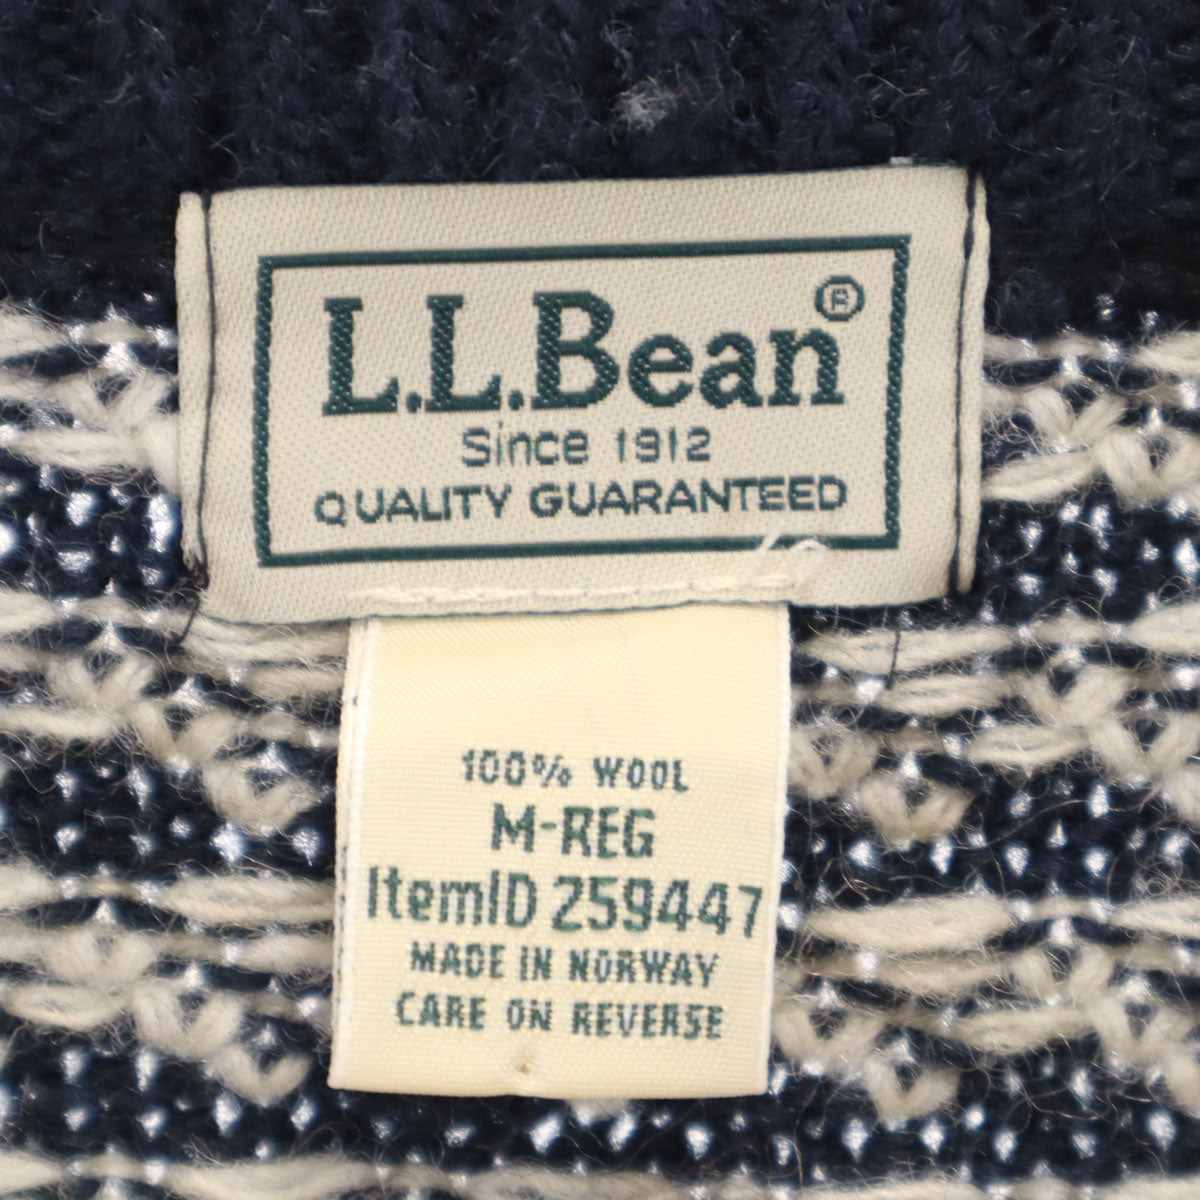 L.L.Bean®
Since 1912
QUALITY GUARANTEED
100% WOOL
M-REG
ItemID 259447
MADE IN NORWAY
CARE ON REVERSE